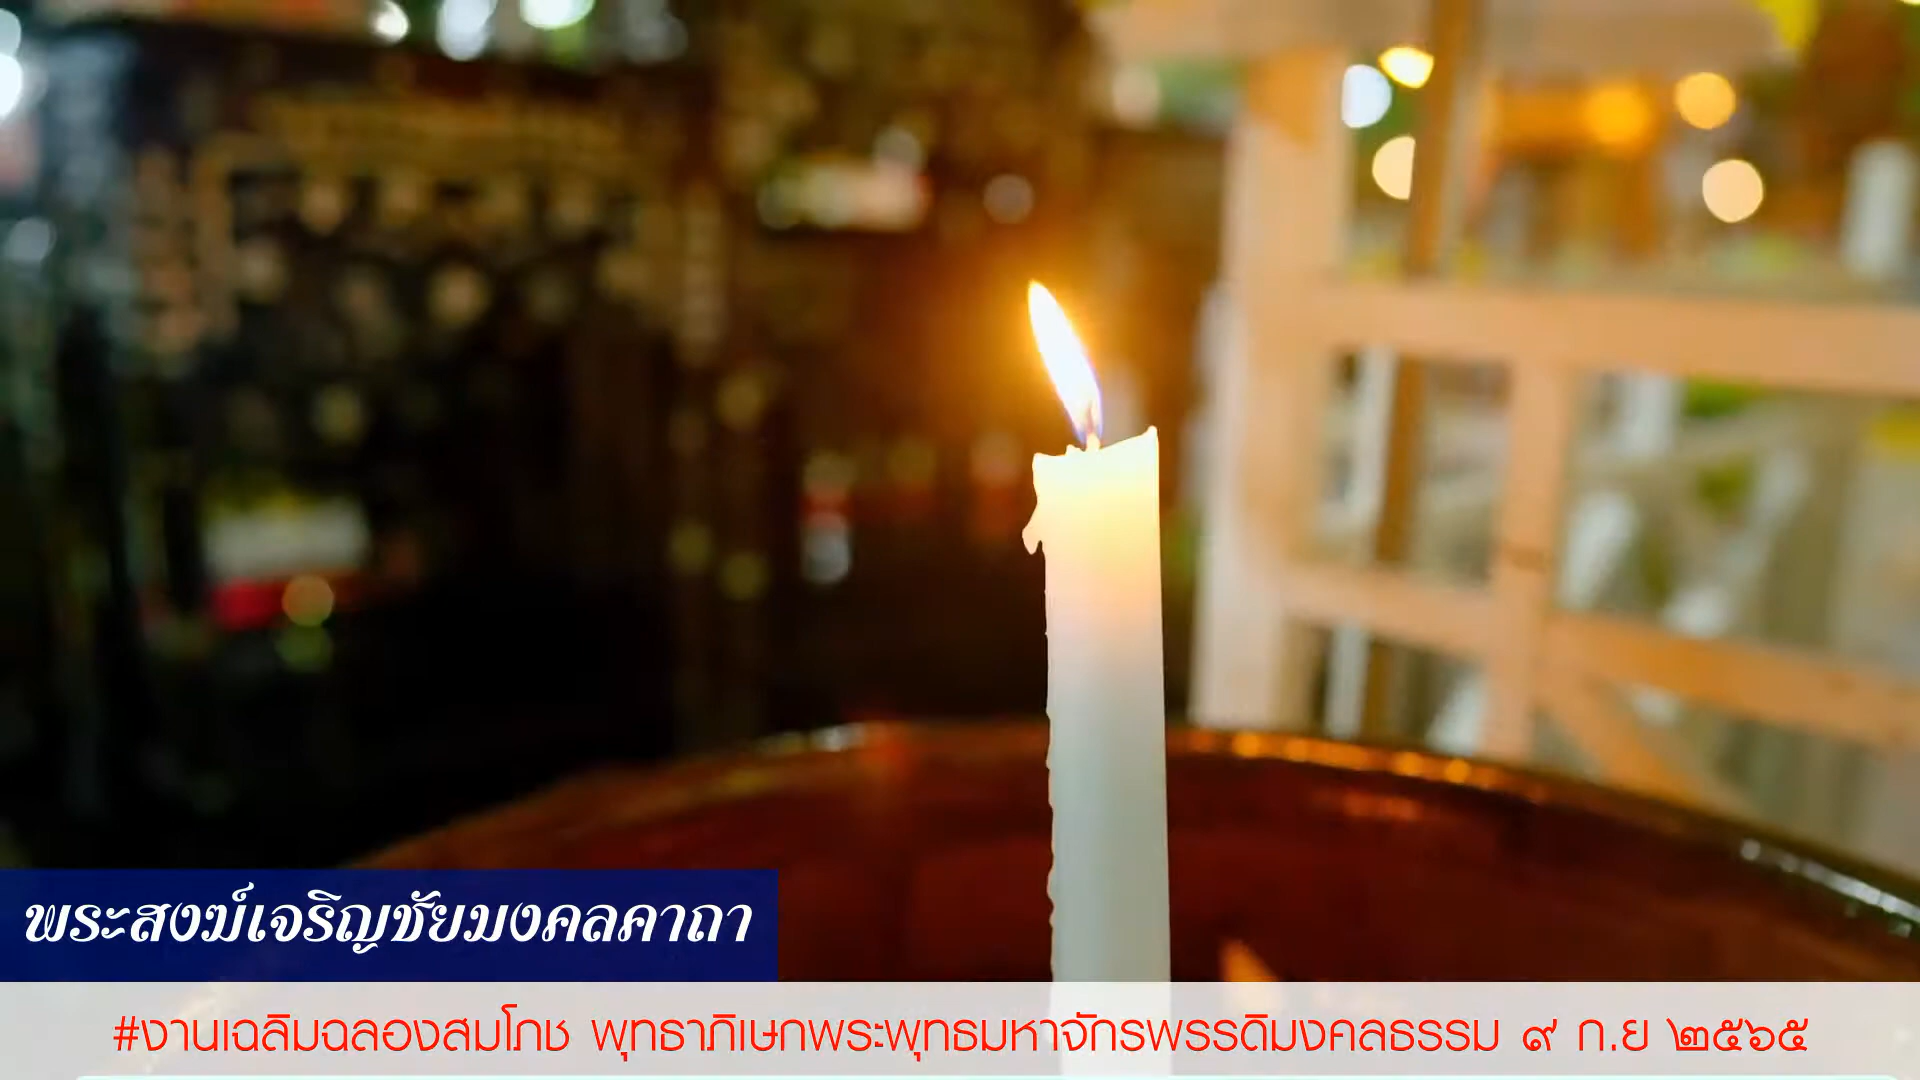 พระสงฆ์เจริญชัยมงคลคาถา
#งานเฉลิมฉลองสมโภช พุทธาภิเษกพระพุทธมหาจักรพรรดิมงคลธรรม ๙ ก.ย ๒๕๖๕